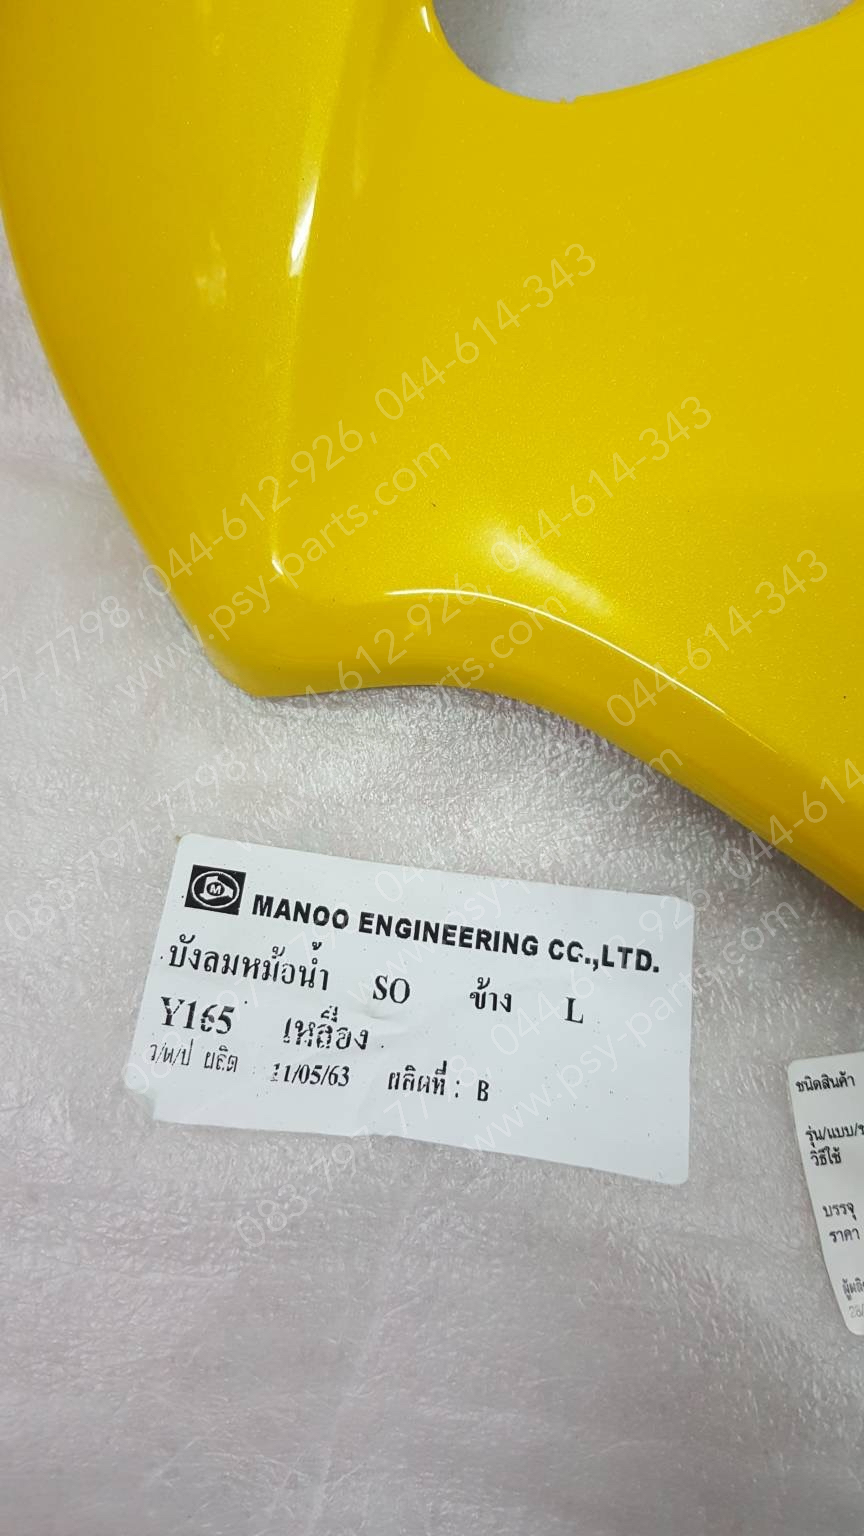 083-797-7798, 044-612-926, 044-614-343
www.psy-parts.com
MANOO ENGINEERING CO.,LTD.
บังลมหม้อน้ำ SO ข้าง L
Y165 เหลือง
ว/ด/ป ผลิต 11/05/63 ผลิตที่ : B
ชนิดสินค้า
รุ่น/แบบ/
วิธีใช้
บรรจุ
ราคา